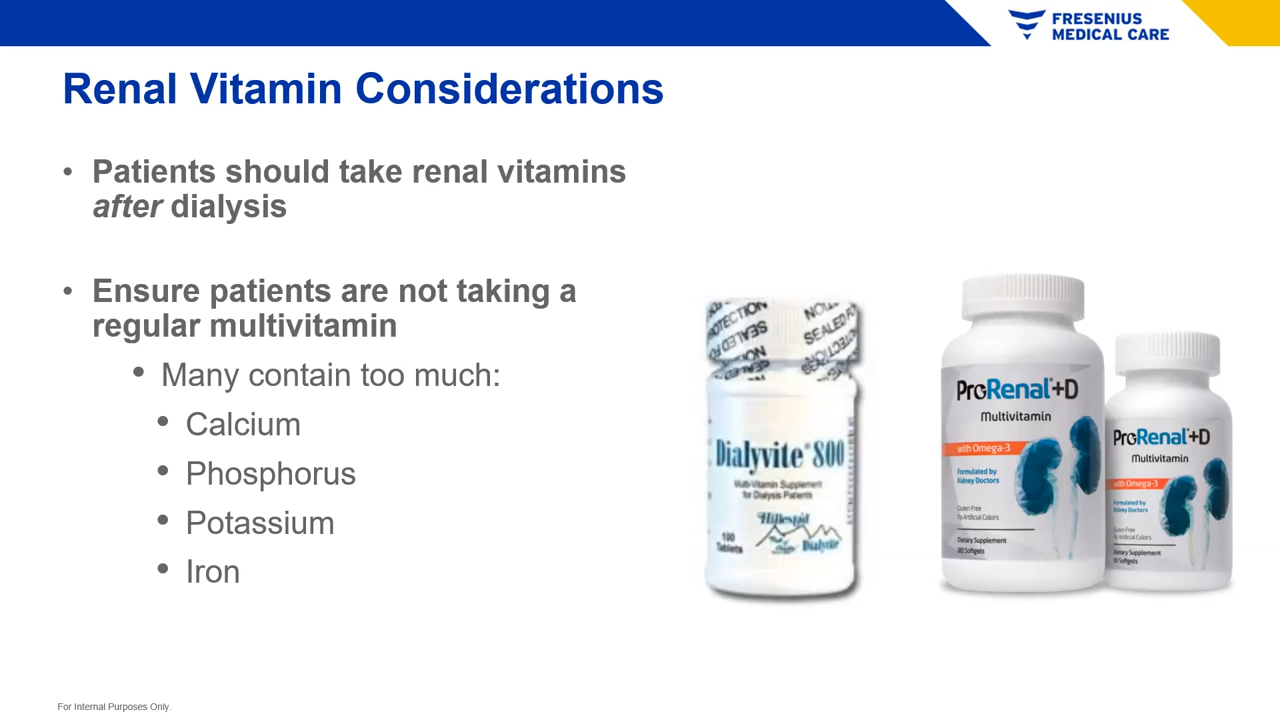 FRESENIUS
MEDICAL CARE
Renal Vitamin Considerations
• Patients should take renal vitamins
after dialysis
• Ensure patients are not taking a
regular multivitamin
• Many contain too much:
• Calcium
• Phosphorus
• Potassium
• Iron
Dialyvite 800
Multi-Vitamin Supplement
for Dialysis Patients
Hillestad
100
Tablets
Dialyvite
ProRenal+D
Multivitamin
with Omega-3
Formulated by
Kidney Doctors
Gluten Free
No Artificial Colors
Dietary Supplement
Softgels
ProRenal+D
Multivitamin
with Omega-3
Formulated by
Kidney Doctors
Gluten Free
No Artificial Colors
Dietary Supplement
Softgels
For Internal Purposes Only.